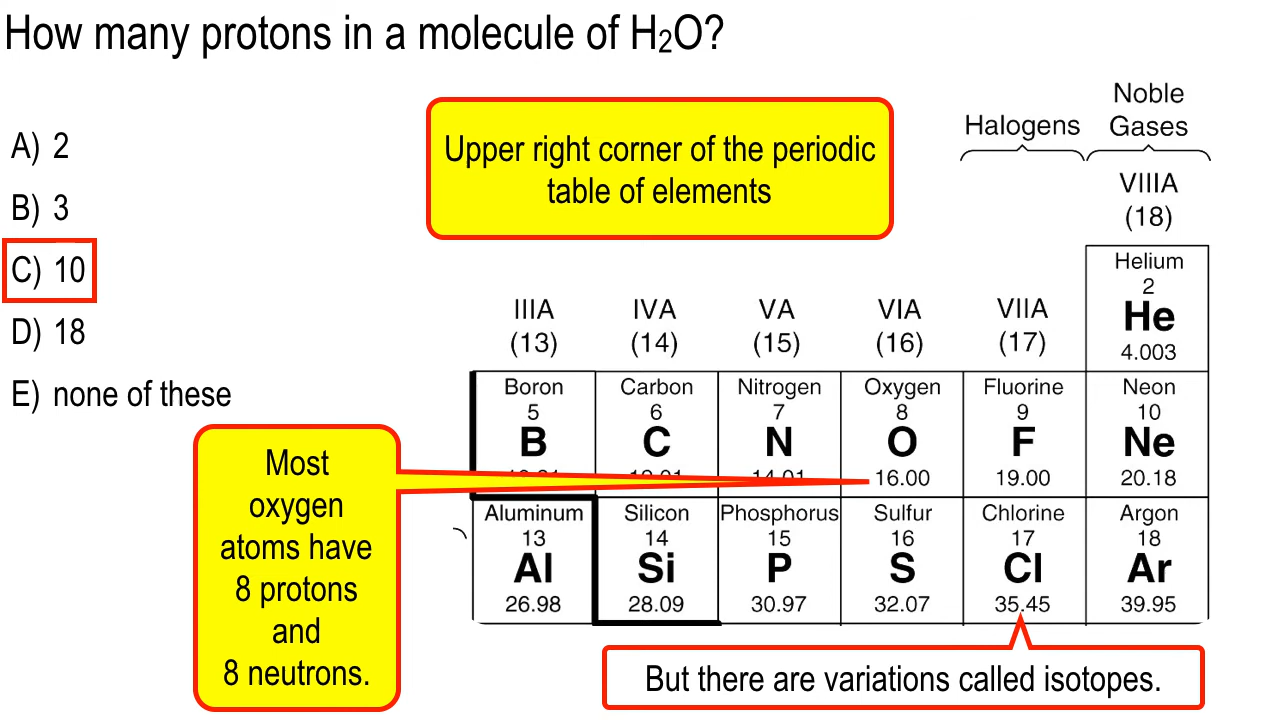 How many protons in a molecule of H₂O?
A) 2
B) 3
C) 10
D) 18
E) none of these
Upper right corner of the periodic
table of elements
Halogens
Noble
Gases
VIIIA
(18)
IIIA
(13)
IVA
(14)
VA
(15)
VIA
(16)
VIIA
(17)
Helium
2
He
4.003
Boron
5
B
Carbon
6
C
Nitrogen
7
N
Oxygen
8
O
16.00
Fluorine
9
F
19.00
Neon
10
Ne
20.18
Aluminum
13
Al
26.98
Silicon
14
Si
28.09
Phosphorus
15
P
30.97
Sulfur
16
S
32.07
Chlorine
17
Cl
35.45
Argon
18
Ar
39.95
Most
oxygen
atoms have
8 protons
and
8 neutrons.
But there are variations called isotopes.